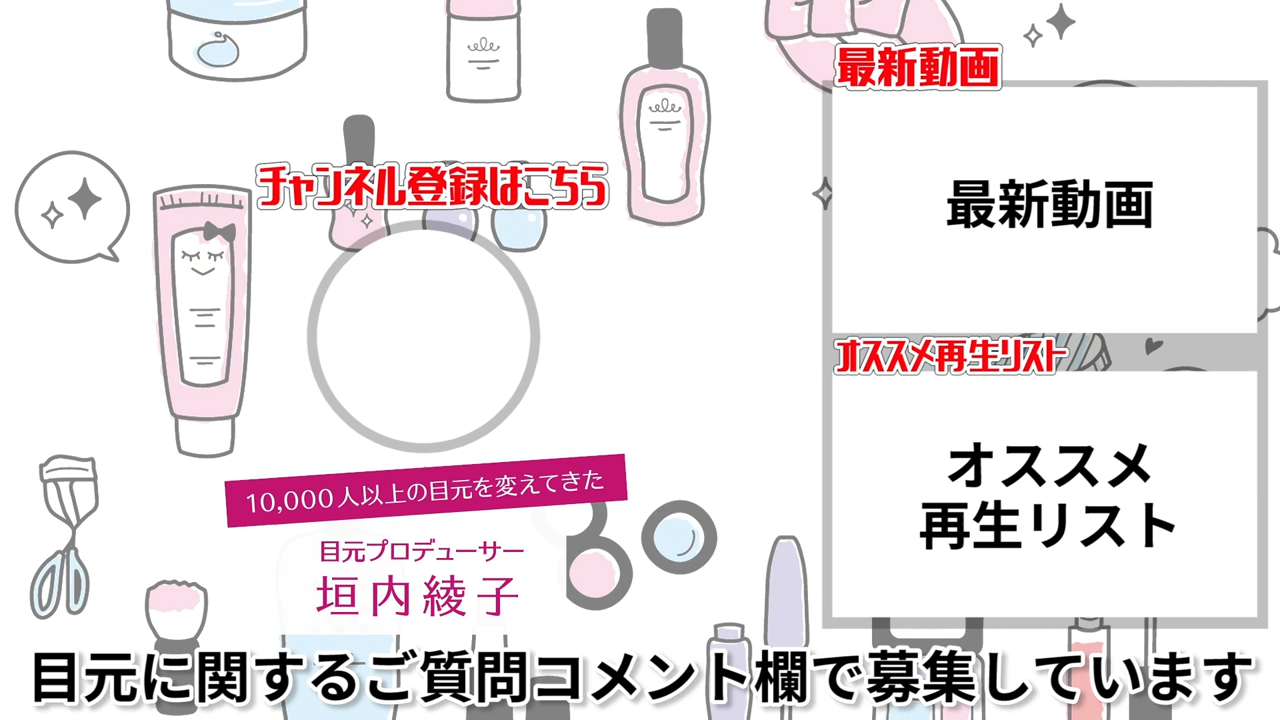 チャンネル登録はこちら
10,000人以上の目元を変えてきた
目元プロデューサー
垣内綾子
最新動画
最新動画
オススメ再生リスト
オススメ
再生リスト
目元に関するご質問コメント欄で募集しています